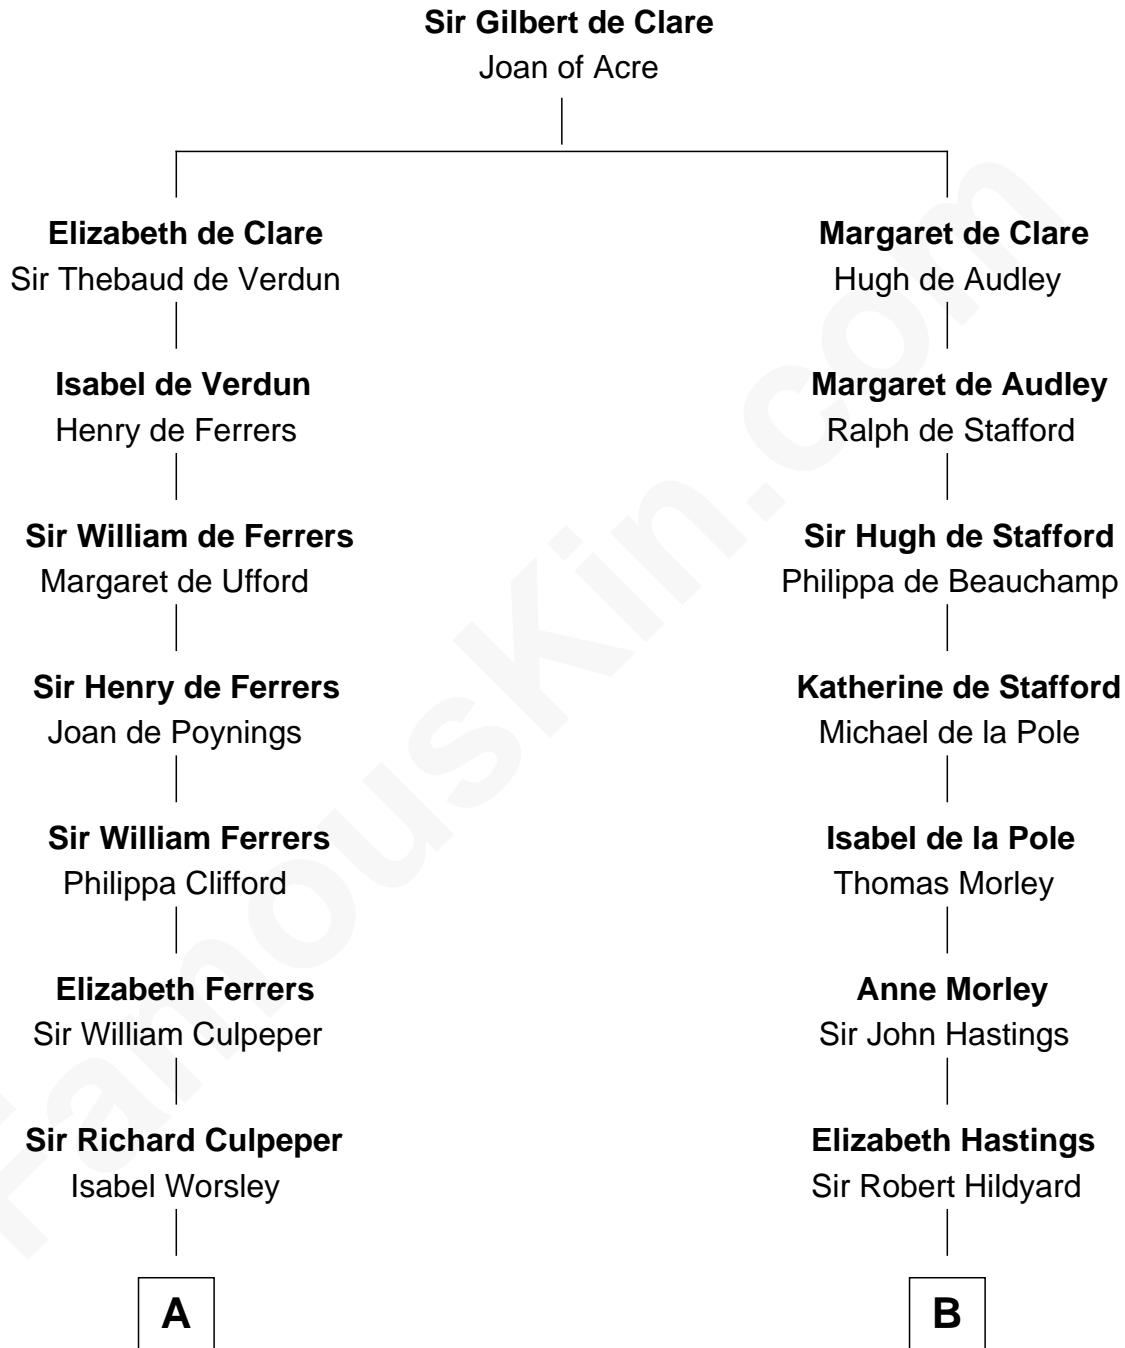 Sir Gilbert de Clare
Joan of Acre
Elizabeth de Clare
Sir Thebaud de Verdun
Margaret de Clare
Hugh de Audley
Isabel de Verdun
Henry de Ferrers
Margaret de Audley
Ralph de Stafford
Sir William de Ferrers
Margaret de Ufford
Sir Hugh de Stafford
Philippa de Beauchamp
Sir Henry de Ferrers
Joan de Poynings
Katherine de Stafford
Michael de la Pole
Sir William Ferrers
Philippa Clifford
Isabel de la Pole
Thomas Morley
Elizabeth Ferrers
Sir William Culpeper
Anne Morley
Sir John Hastings
Sir Richard Culpeper
Isabel Worsley
Elizabeth Hastings
Sir Robert Hildyard
A
B
FamousKin.com